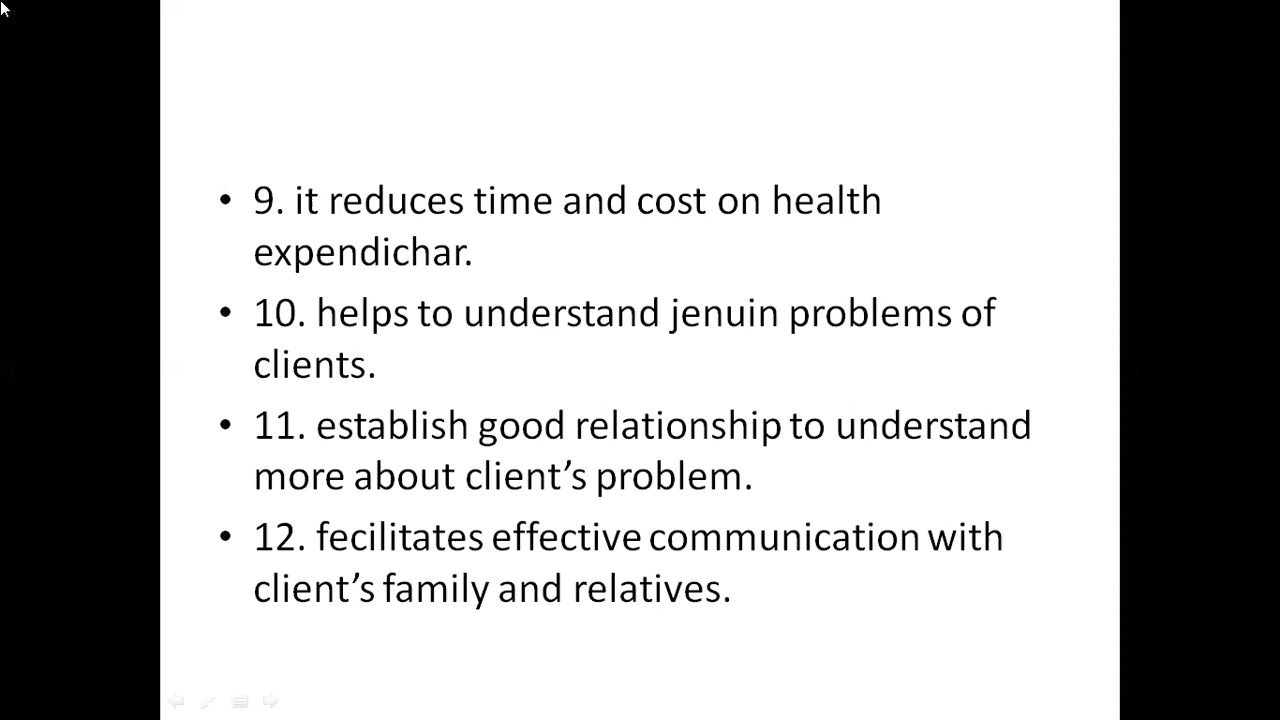 • 9. it reduces time and cost on health
expendichar.
• 10. helps to understand jenuin problems of
clients.
• 11. establish good relationship to understand
more about client’s problem.
• 12. fecilitates effective communication with
client’s family and relatives.